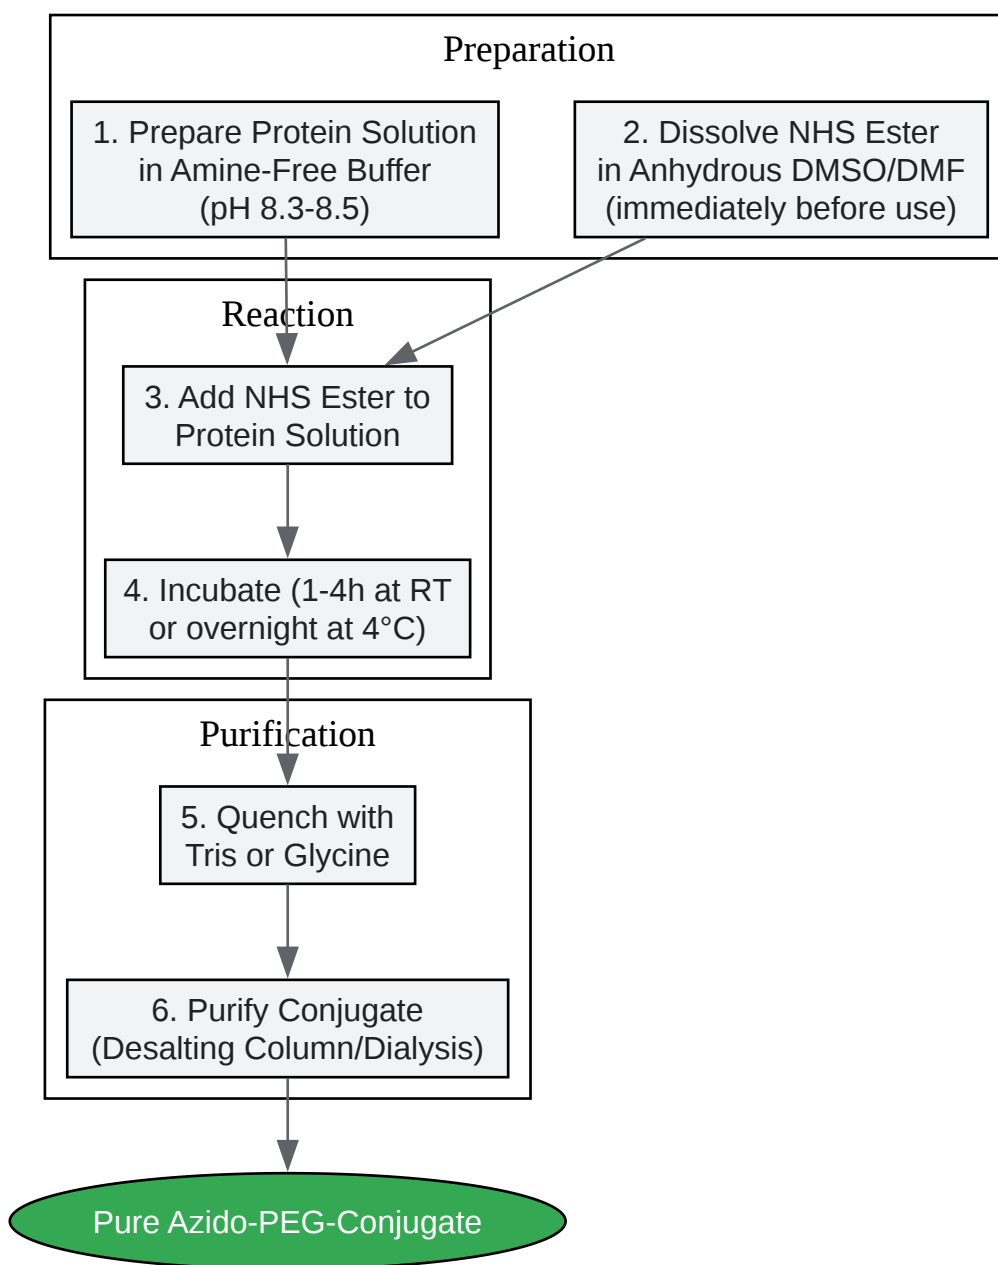 Preparation
1. Prepare Protein Solution
in Amine-Free Buffer
(pH 8.3-8.5)
2. Dissolve NHS Ester
in Anhydrous DMSO/DMF
(immediately before use)
Reaction
3. Add NHS Ester to
Protein Solution
4. Incubate (1-4h at RT
or overnight at 4°C)
Purification
5. Quench with
Tris or Glycine
6. Purify Conjugate
(Desalting Column/Dialysis)
Pure Azido-PEG-Conjugate